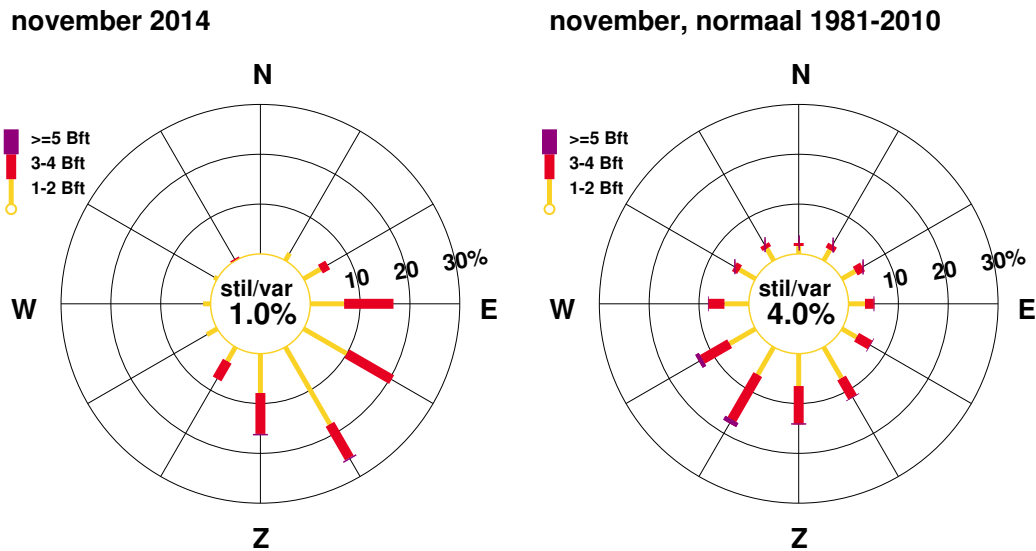 november 2014
N
>=5 Bft
3-4 Bft
1-2 Bft
10
20
30%
stil/var
1.0%
W
E
Z
november, normaal 1981-2010
N
>=5 Bft
3-4 Bft
1-2 Bft
10
20
30%
stil/var
4.0%
W
E
Z